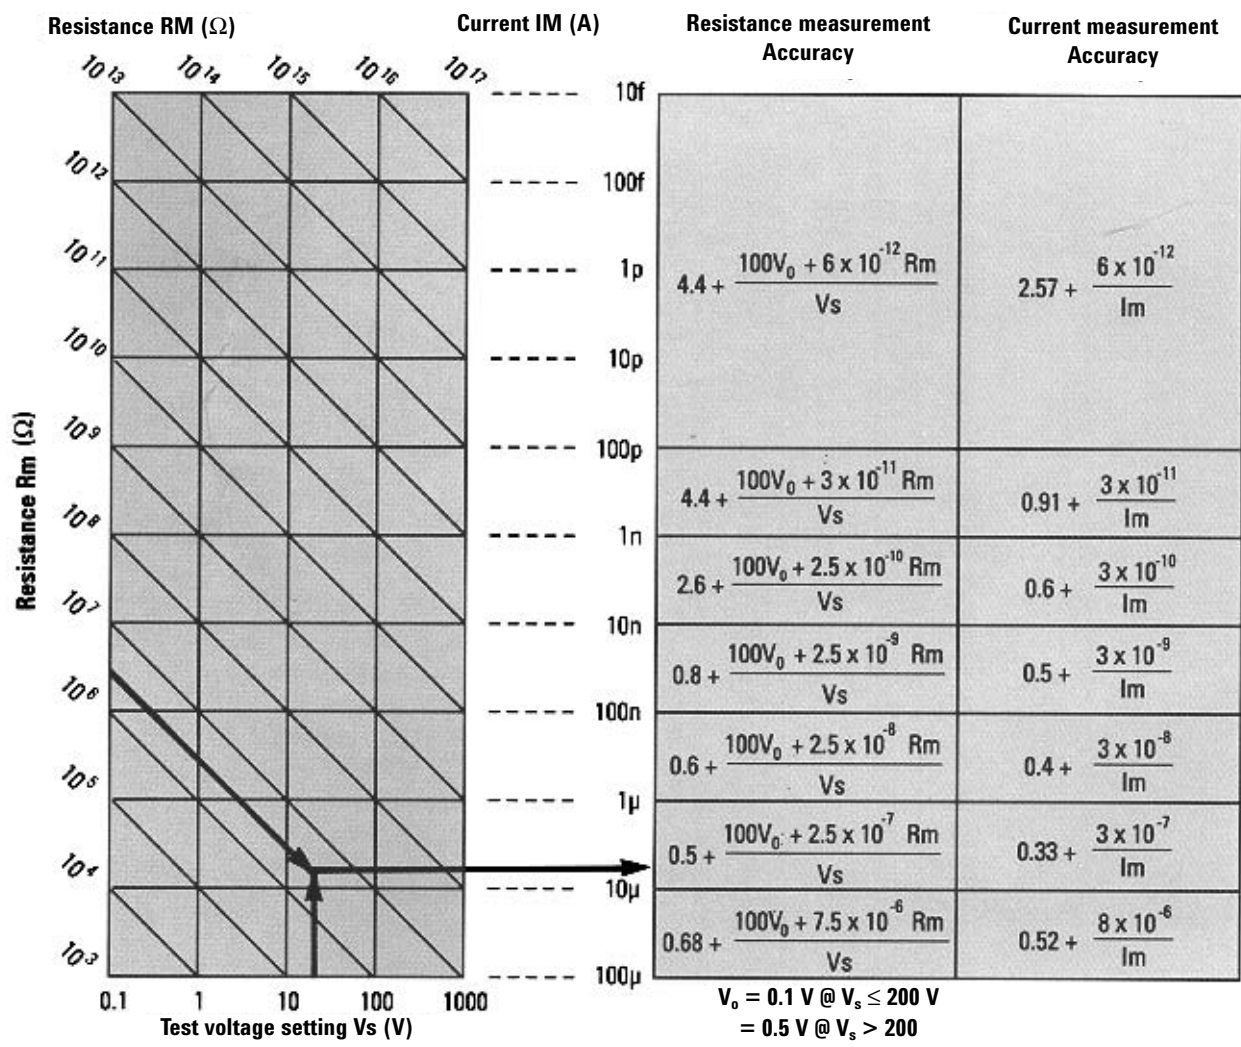 Resistance RM (Ω)
Current IM (A)
Resistance measurement
Accuracy
Current measurement
Accuracy
10¹³ 10¹⁴ 10¹⁵ 10¹⁶ 10¹⁷
10¹²
10¹¹
10¹⁰
10⁹
10⁸
10⁷
10⁶
10⁵
10⁴
10³
Resistance Rm (Ω)
0.1 1 10 100 1000
Test voltage setting Vs (V)
10f
100f
1p
10p
100p
1n
10n
100n
1µ
10µ
100µ
4.4 + (100V₀ + 6 x 10⁻¹² Rm) / Vs
2.57 + (6 x 10⁻¹²) / Im
4.4 + (100V₀ + 3 x 10⁻¹¹ Rm) / Vs
0.91 + (3 x 10⁻¹¹) / Im
2.6 + (100V₀ + 2.5 x 10⁻¹⁰ Rm) / Vs
0.6 + (3 x 10⁻¹⁰) / Im
0.8 + (100V₀ + 2.5 x 10⁻⁹ Rm) / Vs
0.5 + (3 x 10⁻⁹) / Im
0.6 + (100V₀ + 2.5 x 10⁻⁸ Rm) / Vs
0.4 + (3 x 10⁻⁸) / Im
0.5 + (100V₀ + 2.5 x 10⁻⁷ Rm) / Vs
0.33 + (3 x 10⁻⁷) / Im
0.68 + (100V₀ + 7.5 x 10⁻⁶ Rm) / Vs
0.52 + (8 x 10⁻⁶) / Im
Vₒ = 0.1 V @ Vₛ ≤ 200 V
= 0.5 V @ Vₛ > 200